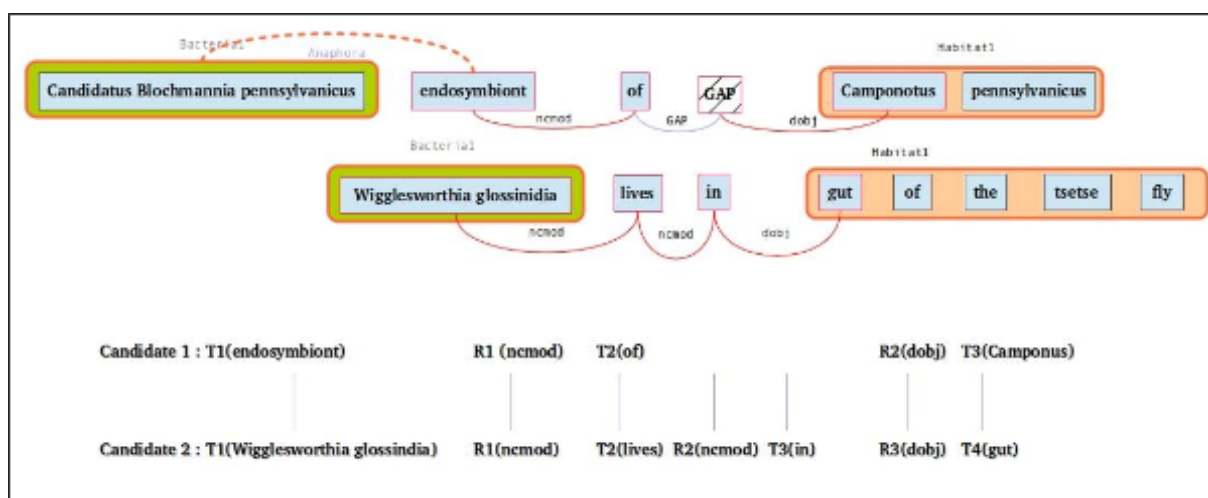 Bacterial Habitat1
Anaphora
Candidatus Blochmannia pennsylvanicus endosymbiont of GAP Camponotus pennsylvanicus
ncmod GAP dobj
Bacterial Habitat1
Wigglesworthia glossinidia lives in gut of the tsetse fly
ncmod ncmod dobj
Candidate 1 : T1(endosymbiont) R1 (ncmod) T2(of) R2(dobj) T3(Camponus)
Candidate 2 : T1(Wigglesworthia glossindia) R1(ncmod) T2(lives) R2(ncmod) T3(in) R3(dobj) T4(gut)